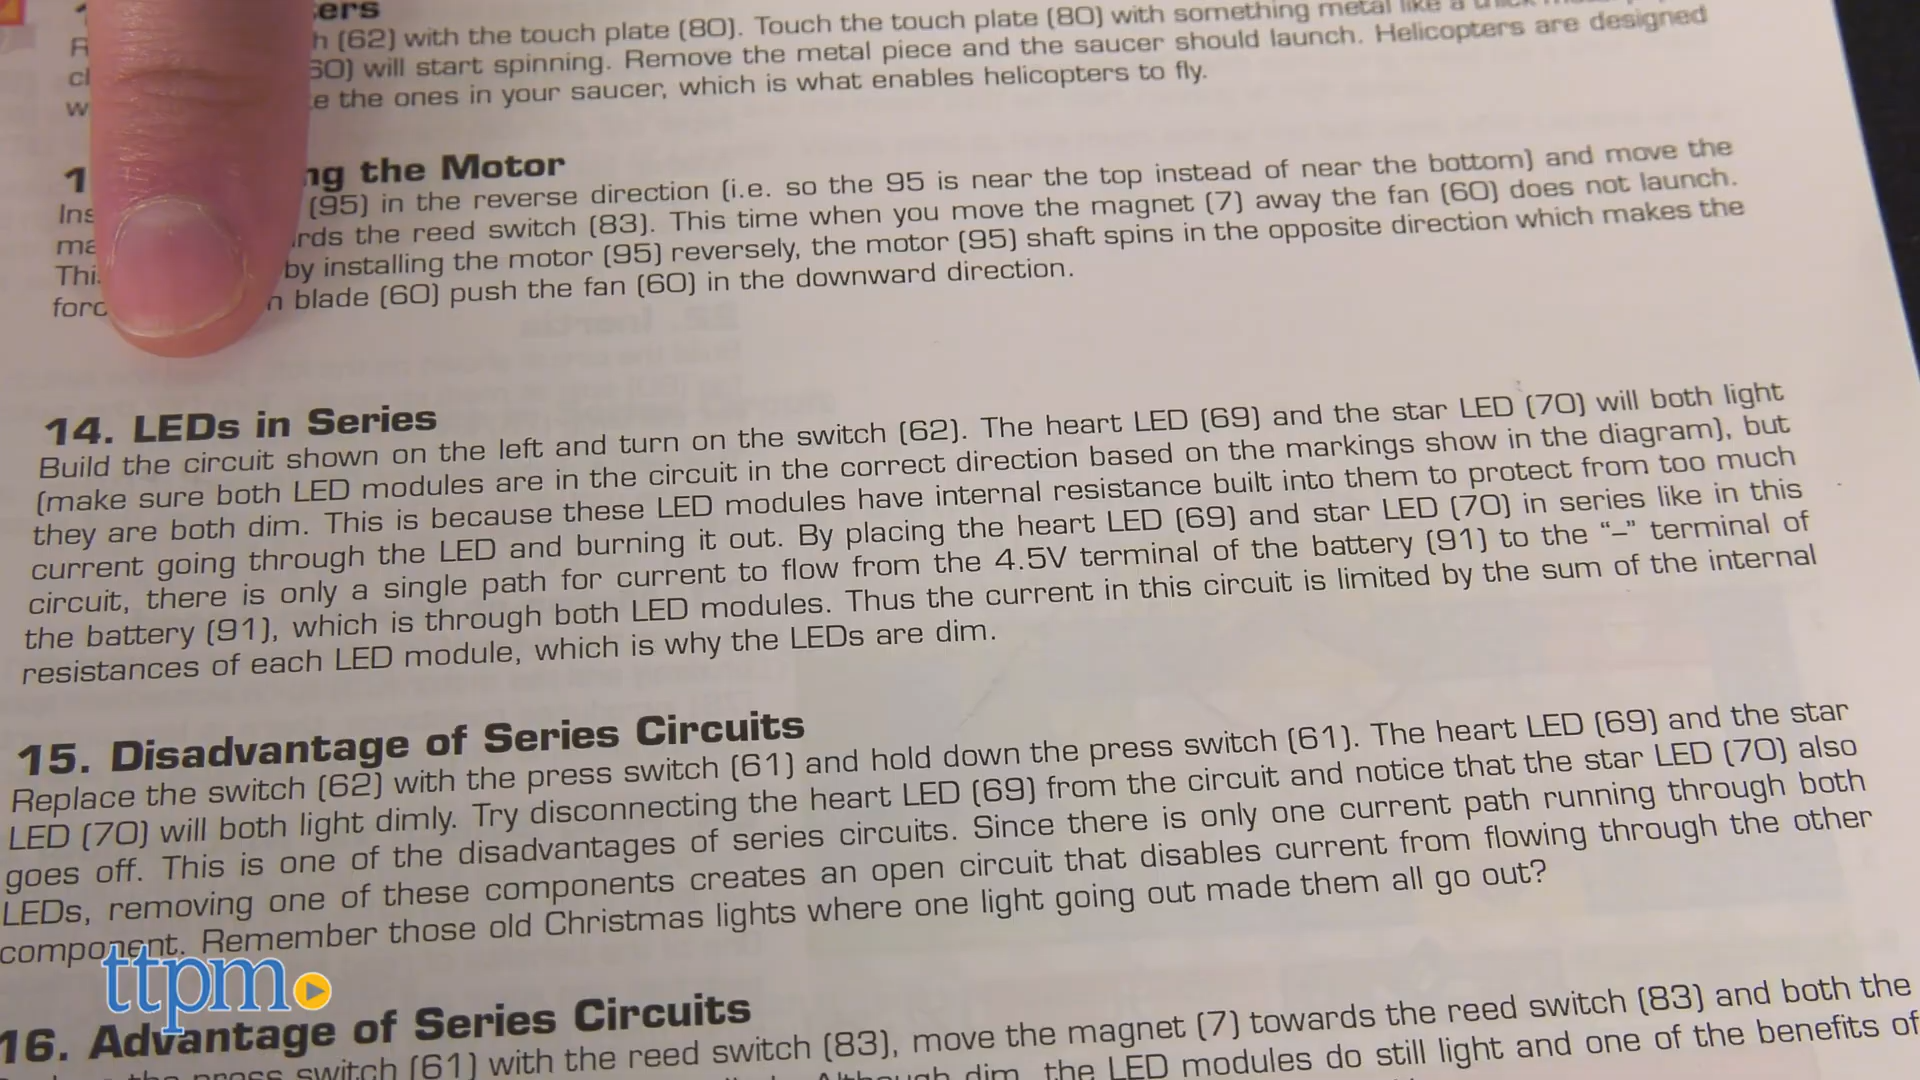 ers
h (62) with the touch plate (80). Touch the touch plate (80) with something metal like a
60) will start spinning. Remove the metal piece and the saucer should launch. Helicopters are designed
e the ones in your saucer, which is what enables helicopters to fly.
1 ng the Motor
Ins (95) in the reverse direction (i.e. so the 95 is near the top instead of near the bottom) and move the
ma rds the reed switch (83). This time when you move the magnet (7) away the fan (60) does not launch.
Thi by installing the motor (95) reversely, the motor (95) shaft spins in the opposite direction which makes the
forc n blade (60) push the fan (60) in the downward direction.
14. LEDs in Series
Build the circuit shown on the left and turn on the switch (62). The heart LED (69) and the star LED (70) will both light
(make sure both LED modules are in the circuit in the correct direction based on the markings show in the diagram), but
they are both dim. This is because these LED modules have internal resistance built into them to protect from too much
current going through the LED and burning it out. By placing the heart LED (69) and star LED (70) in series like in this
circuit, there is only a single path for current to flow from the 4.5V terminal of the battery (91) to the “–” terminal of
the battery (91), which is through both LED modules. Thus the current in this circuit is limited by the sum of the internal
resistances of each LED module, which is why the LEDs are dim.
15. Disadvantage of Series Circuits
Replace the switch (62) with the press switch (61) and hold down the press switch (61). The heart LED (69) and the star
LED (70) will both light dimly. Try disconnecting the heart LED (69) from the circuit and notice that the star LED (70) also
goes off. This is one of the disadvantages of series circuits. Since there is only one current path running through both
LEDs, removing one of these components creates an open circuit that disables current from flowing through the other
component. Remember those old Christmas lights where one light going out made them all go out?
ttpm
16. Advantage of Series Circuits
the press switch (61) with the reed switch (83), move the magnet (7) towards the reed switch (83) and both the
Although dim, the LED modules do still light and one of the benefits of